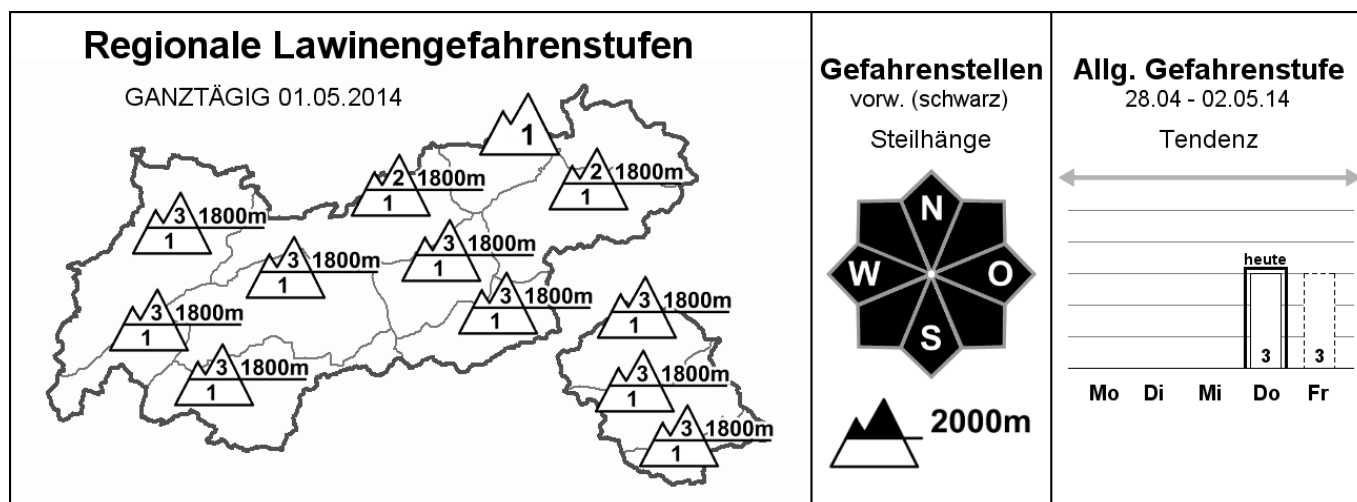 Regionale Lawinengefahrenstufen
GANZTÄGIG 01.05.2014
1
2 1800m
1
2 1800m
1
3 1800m
1
3 1800m
1
3 1800m
1
3 1800m
1
3 1800m
1
3 1800m
1
3 1800m
1
3 1800m
1
3 1800m
1
Gefahrenstellen
vorw. (schwarz)
Steilhänge
N
W
O
S
2000m
Allg. Gefahrenstufe
28.04 - 02.05.14
Tendenz
heute
3 3
Mo Di Mi Do Fr